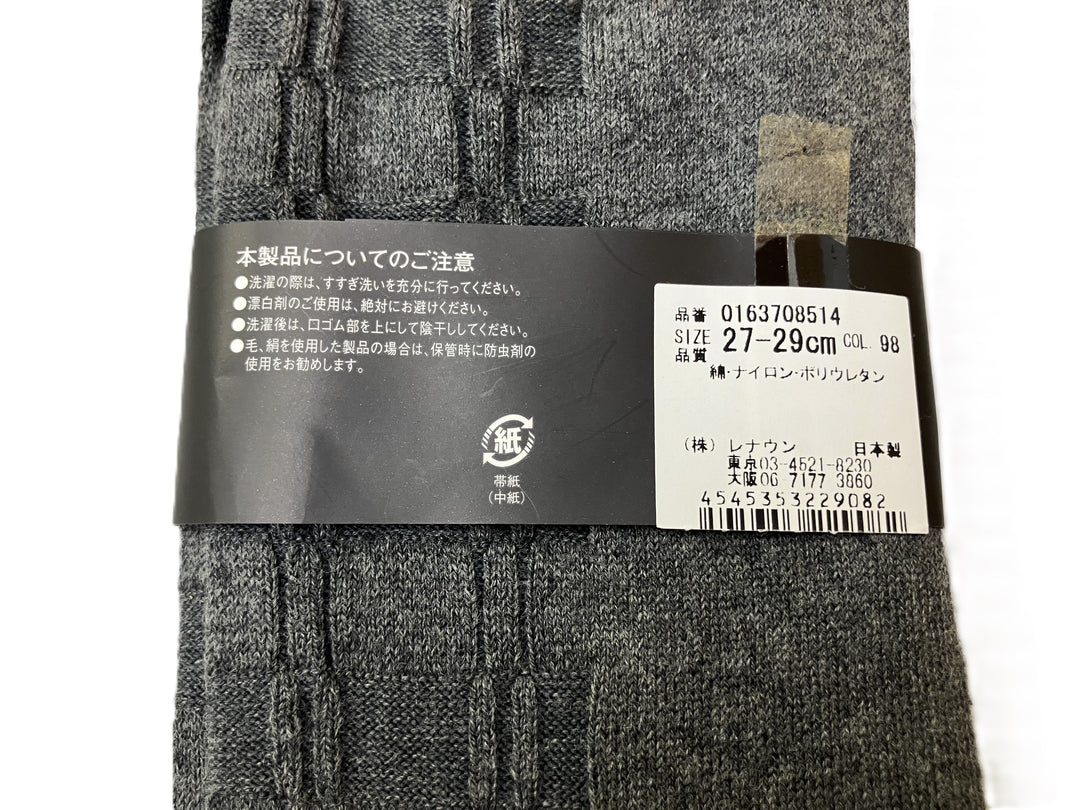 本製品についてのご注意
●洗濯の際は、すすぎ洗いを充分に行ってください。
●漂白剤のご使用は、絶対にお避けください。
●洗濯後は、口ゴム部を上にして陰干ししてください。
●毛、絹を使用した製品の場合は、保管時に防虫剤の
使用をお勧めします。
紙
帯紙
(中紙)
品番 0163708514
SIZE 27-29cm COL. 98
品質
綿・ナイロン・ポリウレタン
(株) レナウン 日本製
東京03-4521-8230
大阪06 7177 3860
4545353229082